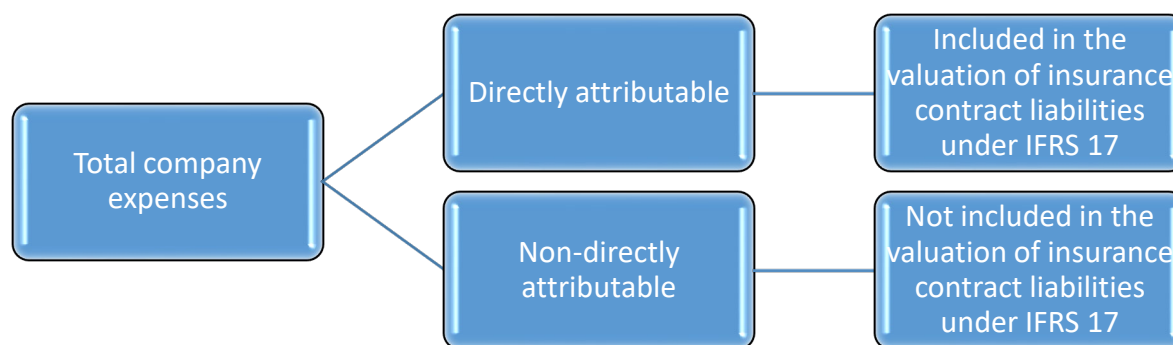 Total company
expenses
Directly attributable
Included in the
valuation of insurance
contract liabilities
under IFRS 17
Non-directly
attributable
Not included in the
valuation of insurance
contract liabilities
under IFRS 17